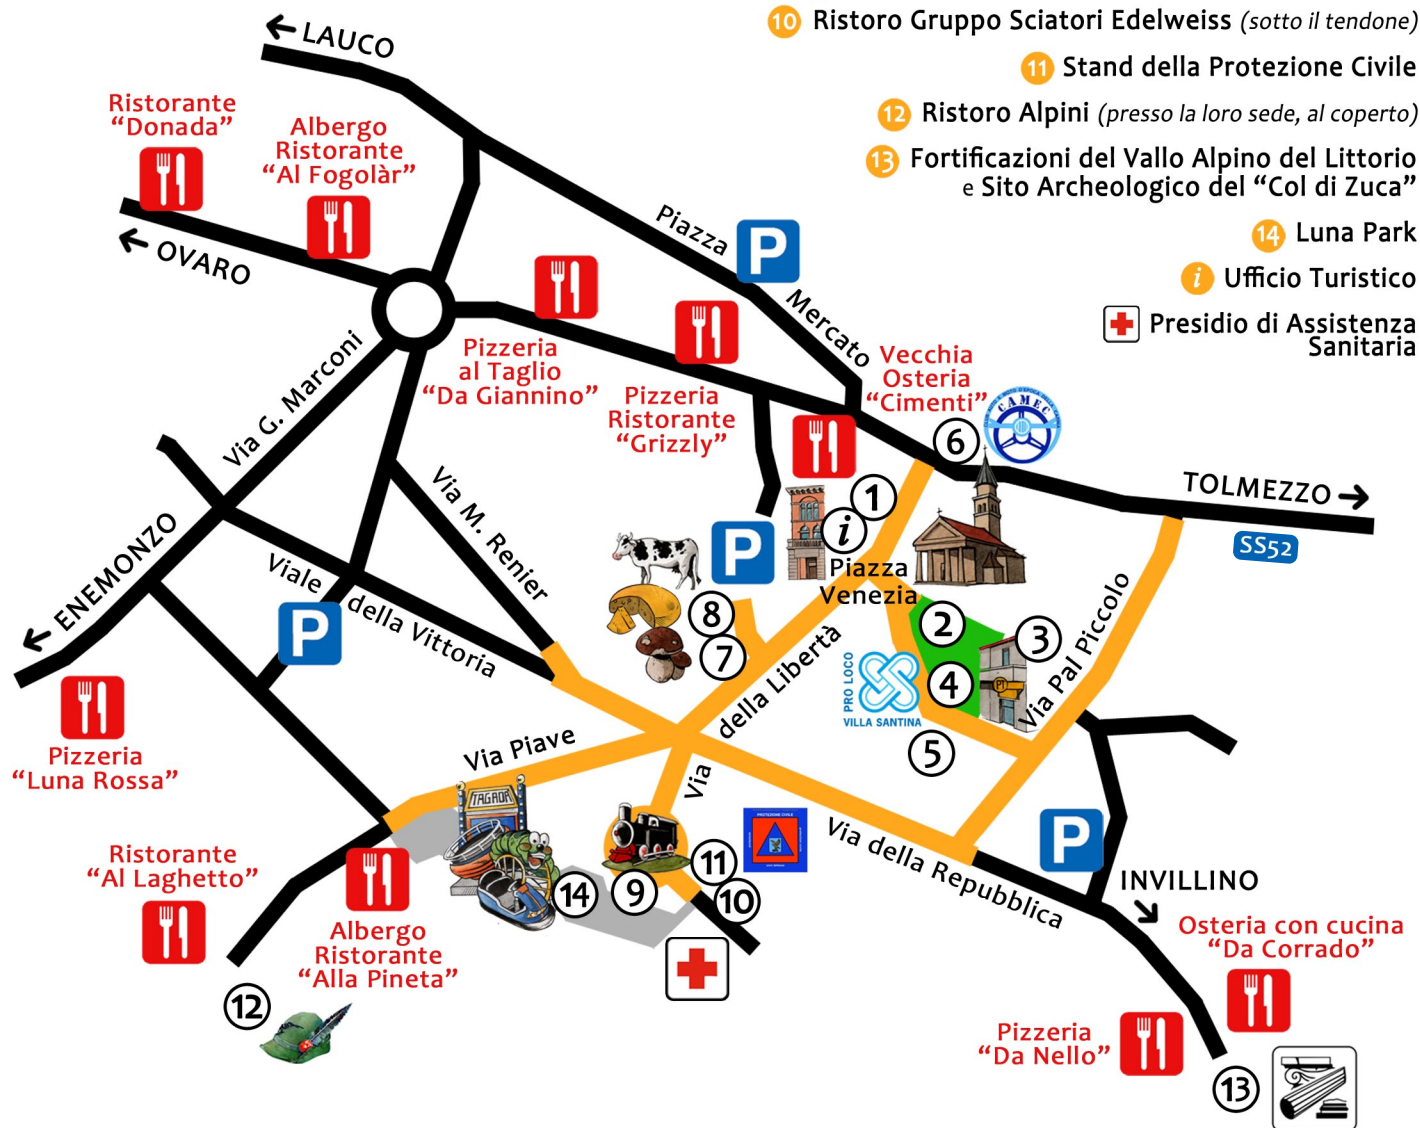 10 Ristoro Gruppo Sciatori Edelweiss (sotto il tendone)
11 Stand della Protezione Civile
12 Ristoro Alpini (presso la loro sede, al coperto)
13 Fortificazioni del Vallo Alpino del Littorio
e Sito Archeologico del “Col di Zuca”
14 Luna Park
i Ufficio Turistico
Presidio di Assistenza
Sanitaria
← LAUCO
Ristorante
“Donada”
Albergo
Ristorante
“Al Fogolàr”
← OVARO
Piazza
P
Mercato
Pizzeria
al Taglio
“Da Giannino”
Pizzeria
Ristorante
“Grizzly”
Vecchia
Osteria
“Cimenti”
CAMEC
6
TOLMEZZO →
SS52
Via G. Marconi
Via M. Renier
1
i
P
Piazza
Venezia
← ENEMONZO
Viale
della Vittoria
P
8
7
2
3
4
5
PRO LOCO
VILLA SANTINA
Via Pal Piccolo
Via
della Libertà
Via Piave
TAGADA
Pizzeria
“Luna Rossa”
Ristorante
“Al Laghetto”
Albergo
Ristorante
“Alla Pineta”
12
14
9
11
10
PROTEZIONE CIVILE
Via della Repubblica
P
INVILLINO
Osteria con cucina
“Da Corrado”
Pizzeria
“Da Nello”
13
PT